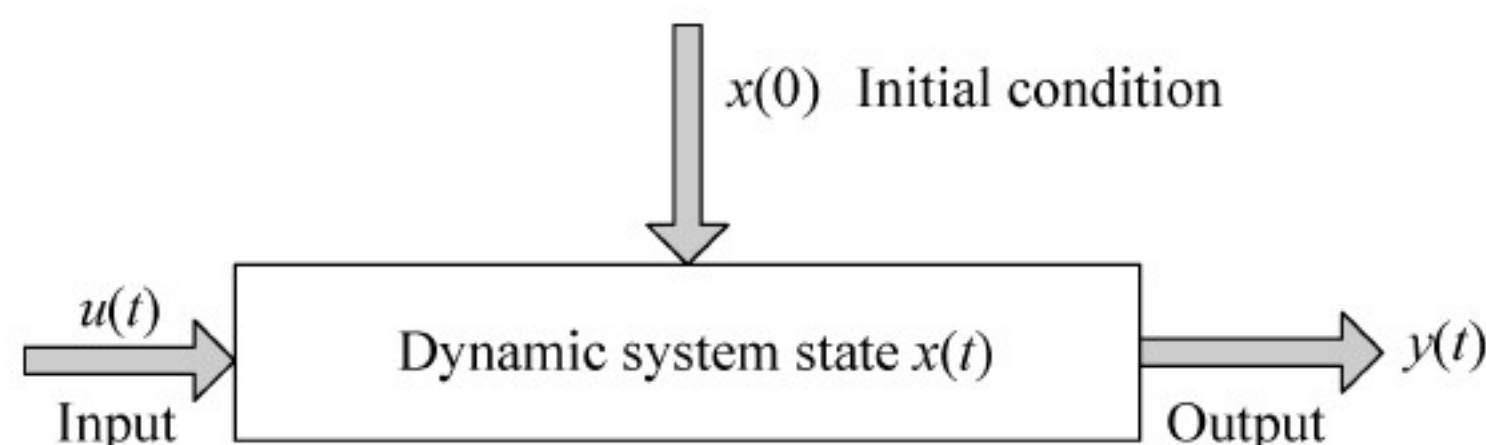 x(0) Initial condition
u(t)
Input
Dynamic system state x(t)
y(t)
Output